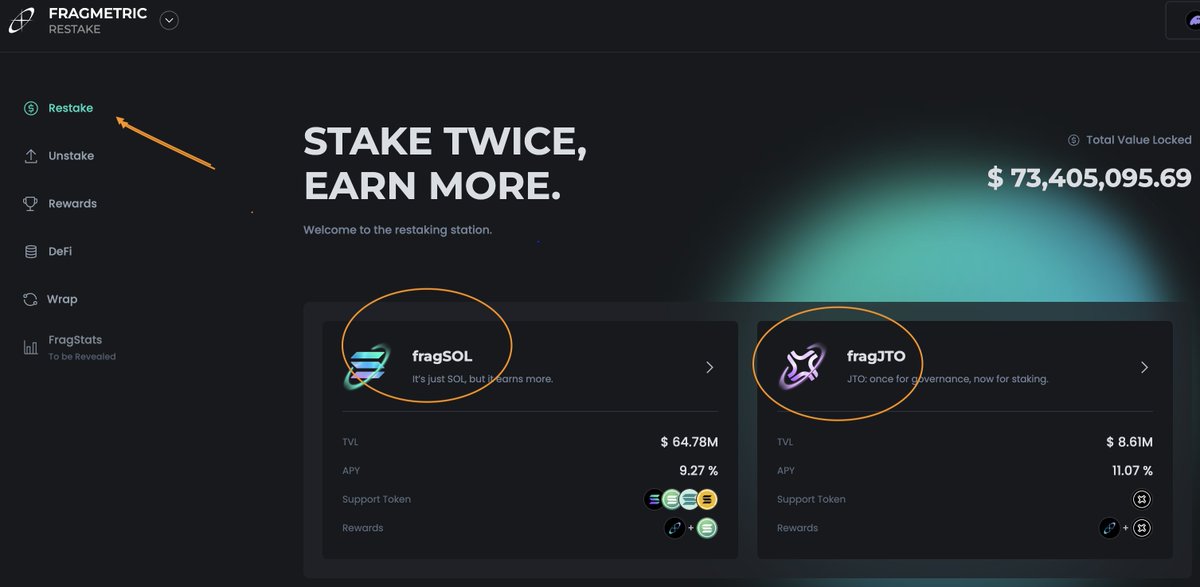 FRAGMETRIC
RESTAKE
Restake
Unstake
Rewards
DeFi
Wrap
FragStats
To be Revealed
STAKE TWICE,
EARN MORE.
Welcome to the restaking station.
Total Value Locked
$ 73,405,095.69
fragSOL
It's just SOL, but it earns more.
TVL
$ 64.78M
APY
9.27 %
Support Token
Rewards
+
fragJTO
JTO: once for governance, now for staking.
TVL
$ 8.61M
APY
11.07 %
Support Token
Rewards
+